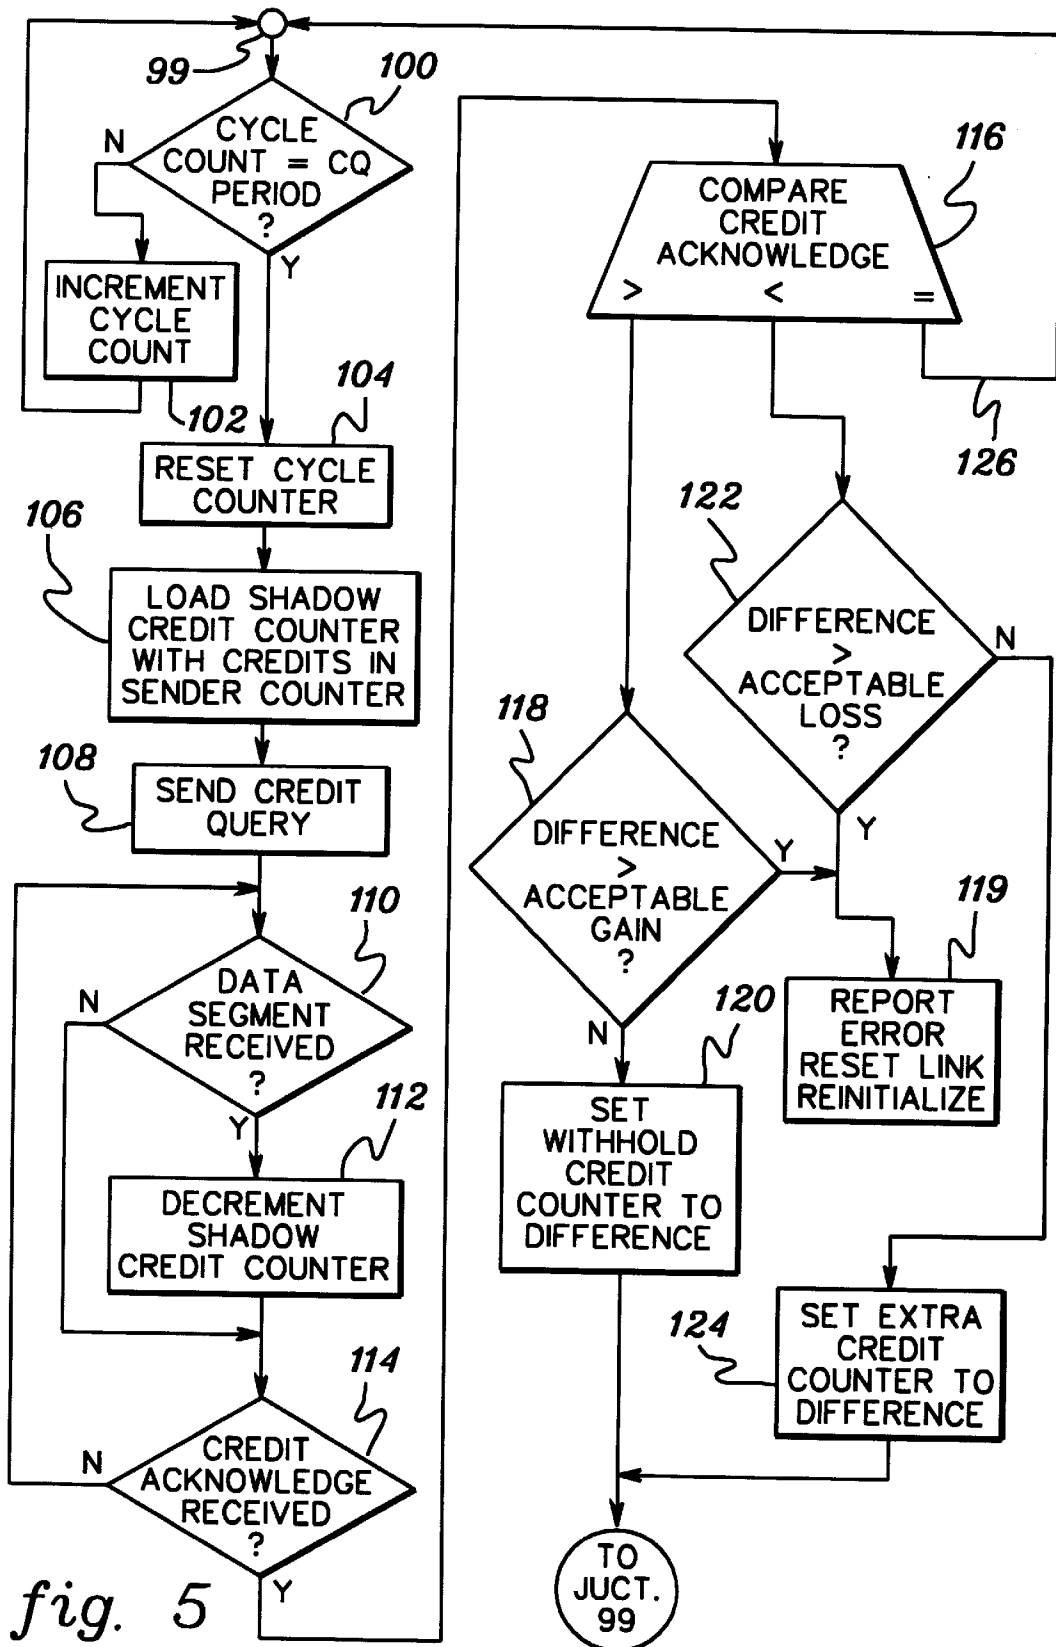 99
100
CYCLE
COUNT = CQ
PERIOD
?
N
Y
INCREMENT
CYCLE
COUNT
102
104
RESET CYCLE
COUNTER
106
LOAD SHADOW
CREDIT COUNTER
WITH CREDITS IN
SENDER COUNTER
108
SEND CREDIT
QUERY
110
DATA
SEGMENT
RECEIVED
?
N
Y
112
DECREMENT
SHADOW
CREDIT COUNTER
114
CREDIT
ACKNOWLEDGE
RECEIVED
?
N
Y
116
COMPARE
CREDIT
ACKNOWLEDGE
> < =
126
122
DIFFERENCE
>
ACCEPTABLE
LOSS
?
N
Y
118
DIFFERENCE
>
ACCEPTABLE
GAIN
?
Y
N
119
REPORT
ERROR
RESET LINK
REINITIALIZE
120
SET
WITHHOLD
CREDIT
COUNTER TO
DIFFERENCE
124
SET EXTRA
CREDIT
COUNTER TO
DIFFERENCE
TO
JUCT.
99
fig. 5